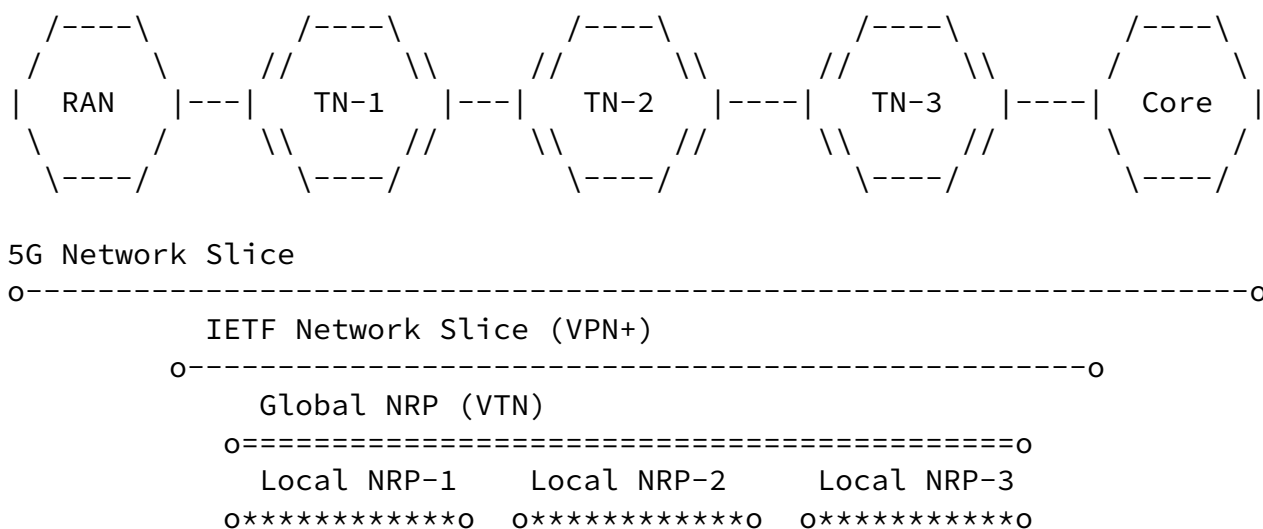 RAN TN-1 TN-2 TN-3 Core
5G Network Slice
IETF Network Slice (VPN+)
Global NRP (VTN)
Local NRP-1 Local NRP-2 Local NRP-3